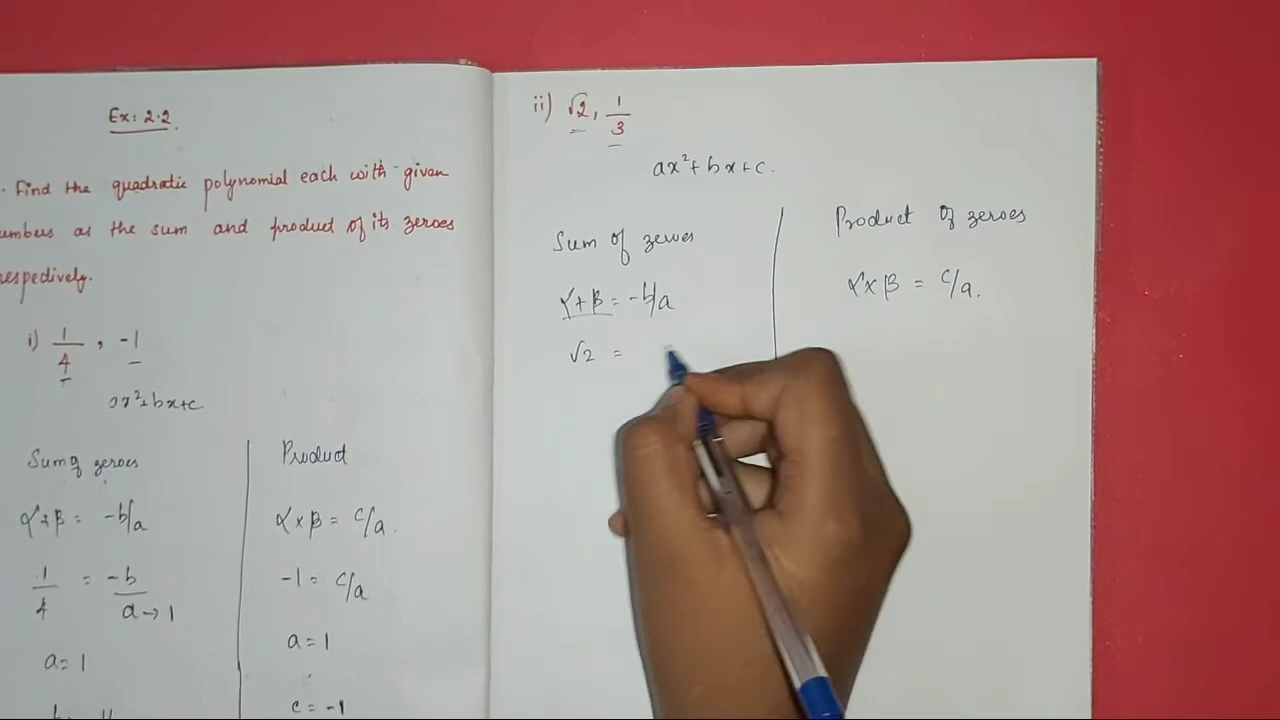 Ex: 2.2.
. Find the quadratic polynomial each with given
umbers as the sum and product of its zeroes
respectively.
i) 1/4 , -1
ax²+bx+c
Sum of zeroes
α+β = -b/a
1/4 = -b/a→1
a=1
Product
α×β = c/a.
-1 = c/a
a=1
c=-1
ii) √2, 1/3
ax²+bx+c.
Sum of zeroes
α+β = -b/a
√2 =
Product of zeroes
α×β = c/a.